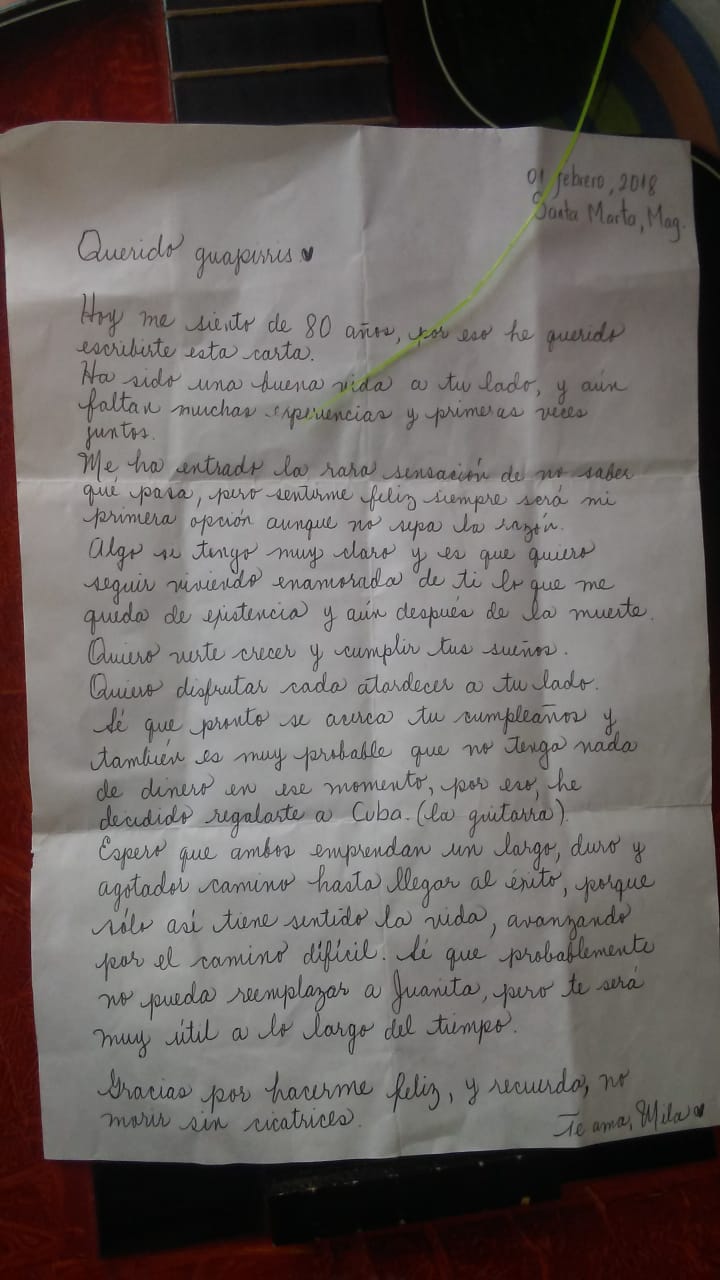 01 febrero, 2018
Santa Marta, Mag.
Querido guapirris ♥
Hoy me siento de 80 años, por eso he querido
escribirte esta carta.
Ha sido una buena vida a tu lado, y aún
faltan muchas experiencias y primeras veces
juntos.
Me ha entrado la rara sensación de no saber
qué pasa, pero sentirme feliz siempre será mi
primera opción aunque no sepa la razón.
Algo si tengo muy claro y es que quiero
seguir viviendo enamorada de ti lo que me
queda de existencia y aún después de la muerte.
Quiero verte crecer y cumplir tus sueños.
Quiero disfrutar cada atardecer a tu lado.
Sé que pronto se acerca tu cumpleaños y
también es muy probable que no tenga nada
de dinero en ese momento, por eso, he
decidido regalarte a Cuba. (la guitarra).
Espero que ambos emprendan un largo, duro y
agotador camino hasta llegar al éxito, porque
sólo así tiene sentido la vida, avanzando
por el camino difícil. Sé que probablemente
no pueda reemplazar a Juanita, pero te será
muy útil a lo largo del tiempo.
Gracias por hacerme feliz, y recuerda, no
morir sin cicatrices.
Te ama, Mila ♥